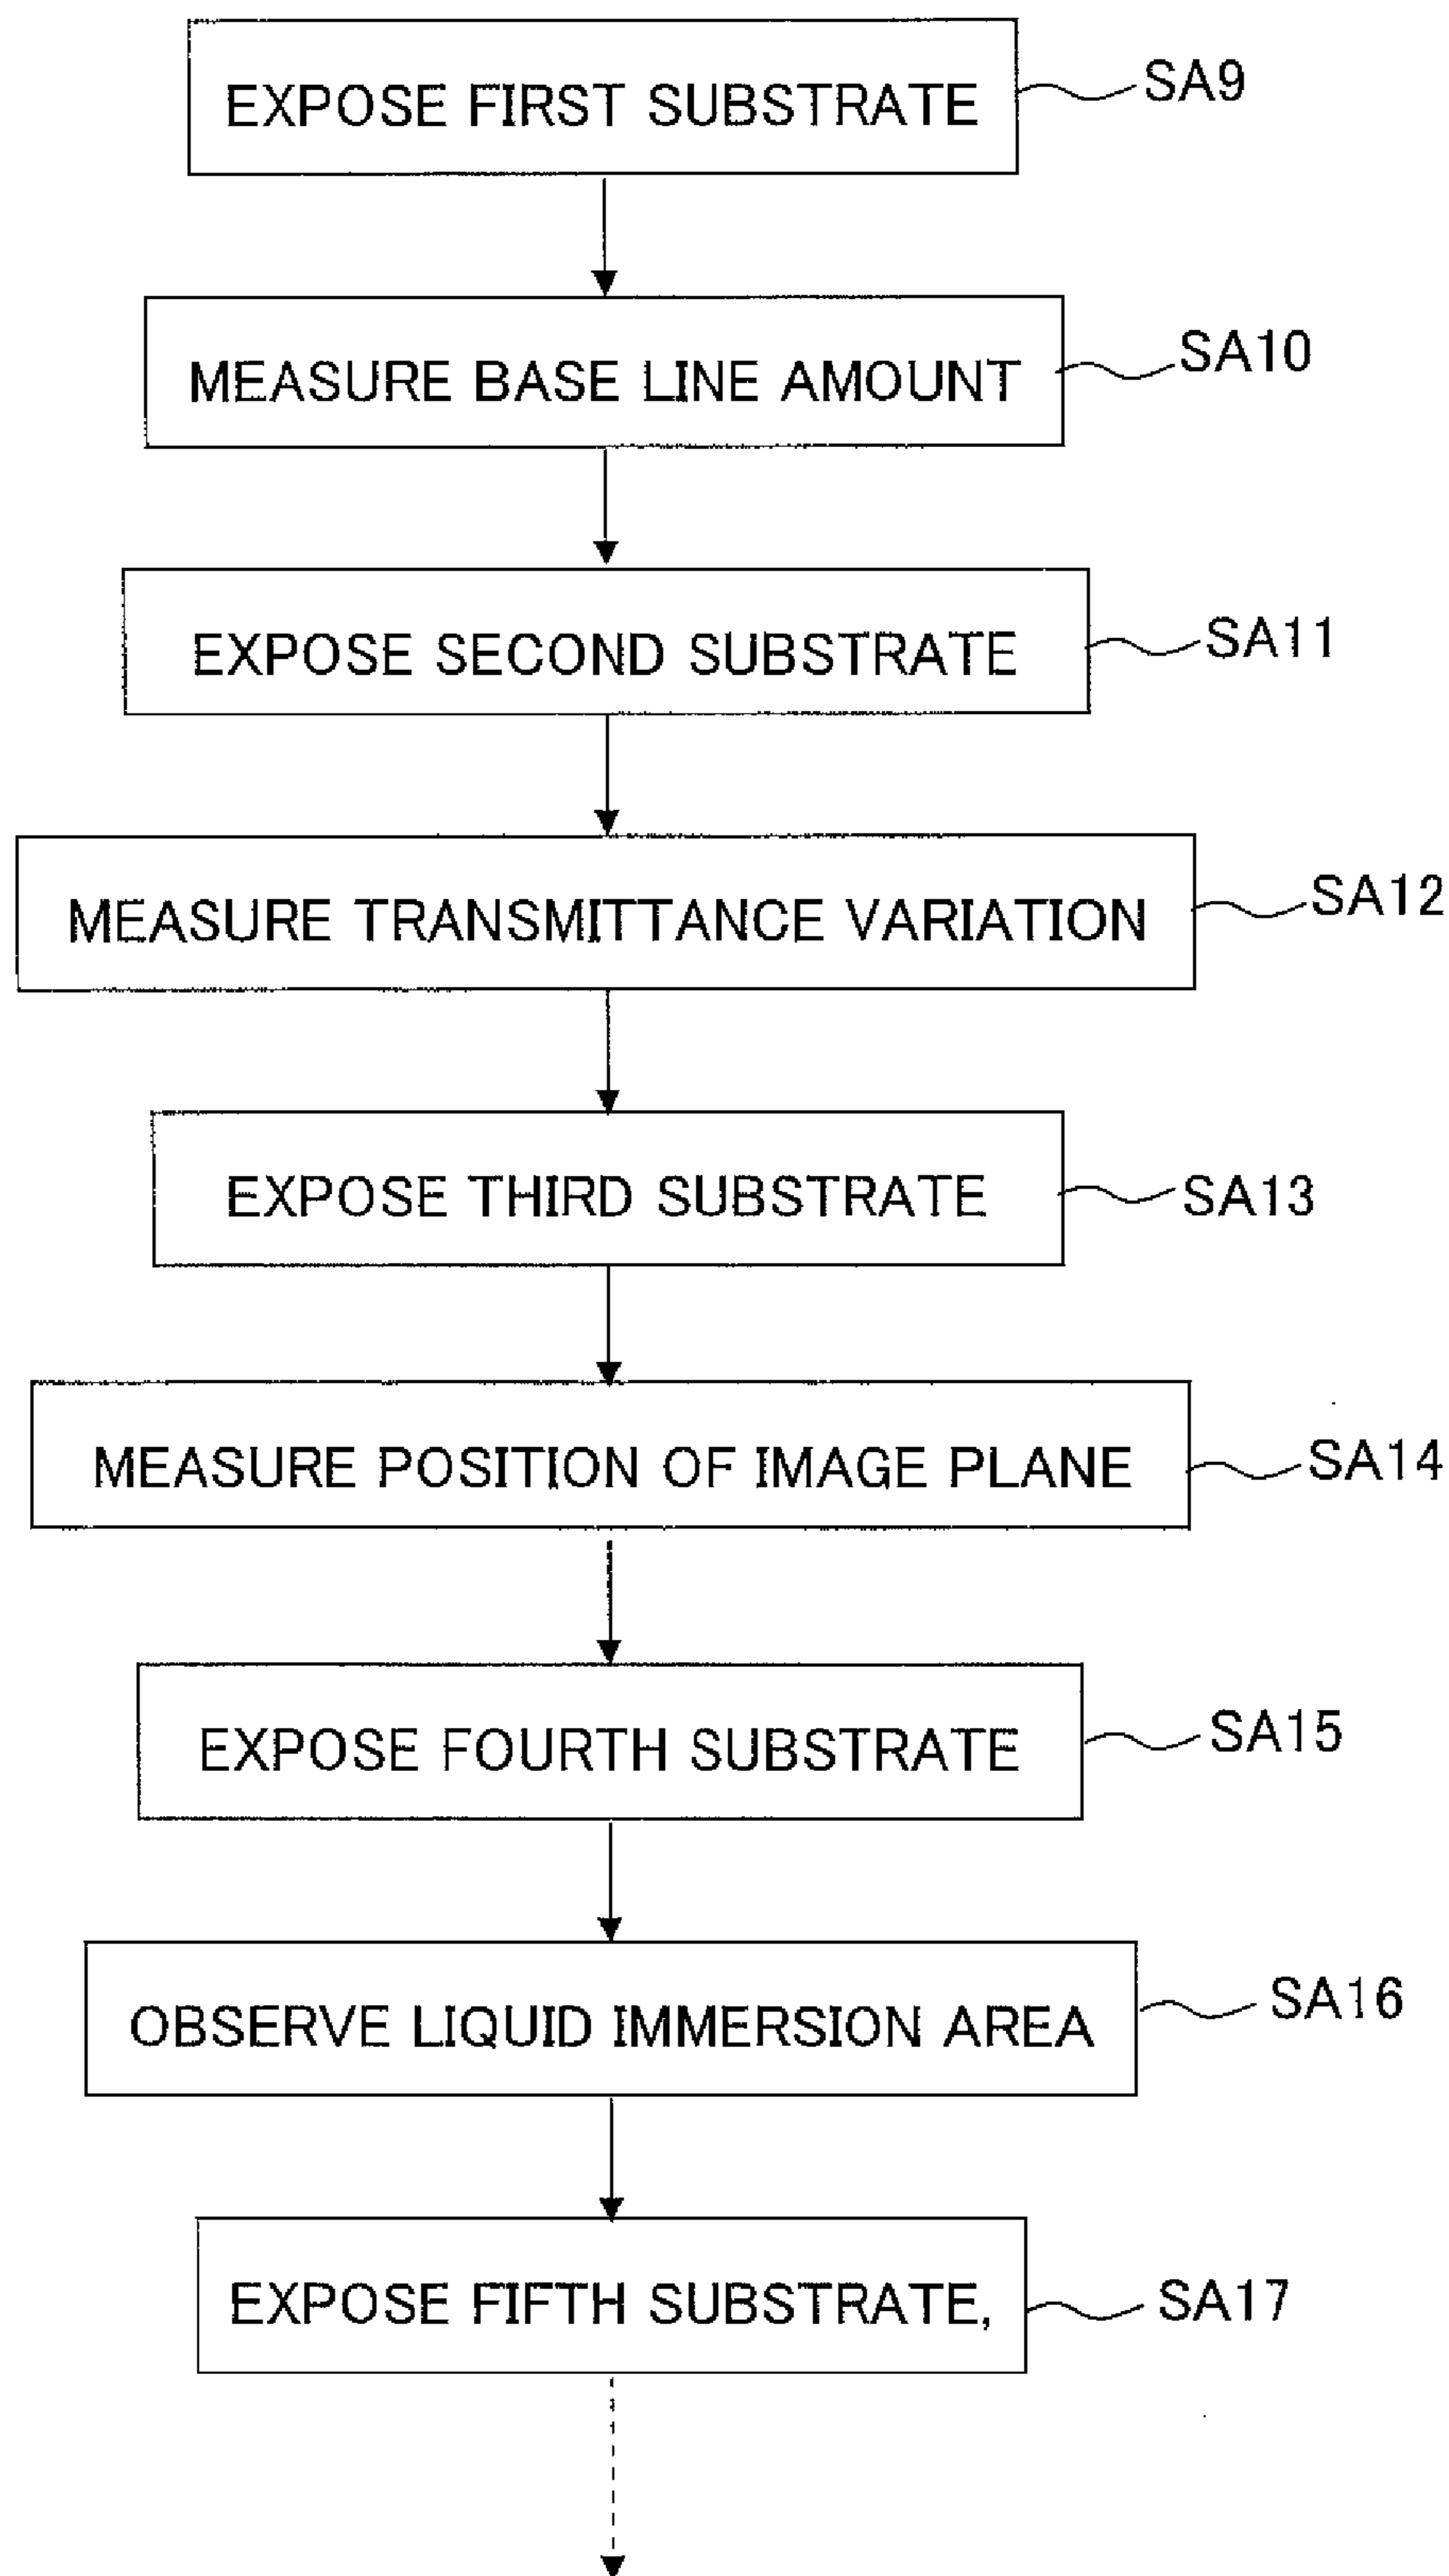 EXPOSE FIRST SUBSTRATE
SA9
MEASURE BASE LINE AMOUNT
SA10
EXPOSE SECOND SUBSTRATE
SA11
MEASURE TRANSMITTANCE VARIATION
SA12
EXPOSE THIRD SUBSTRATE
SA13
MEASURE POSITION OF IMAGE PLANE
SA14
EXPOSE FOURTH SUBSTRATE
SA15
OBSERVE LIQUID IMMERSION AREA
SA16
EXPOSE FIFTH SUBSTRATE,
SA17